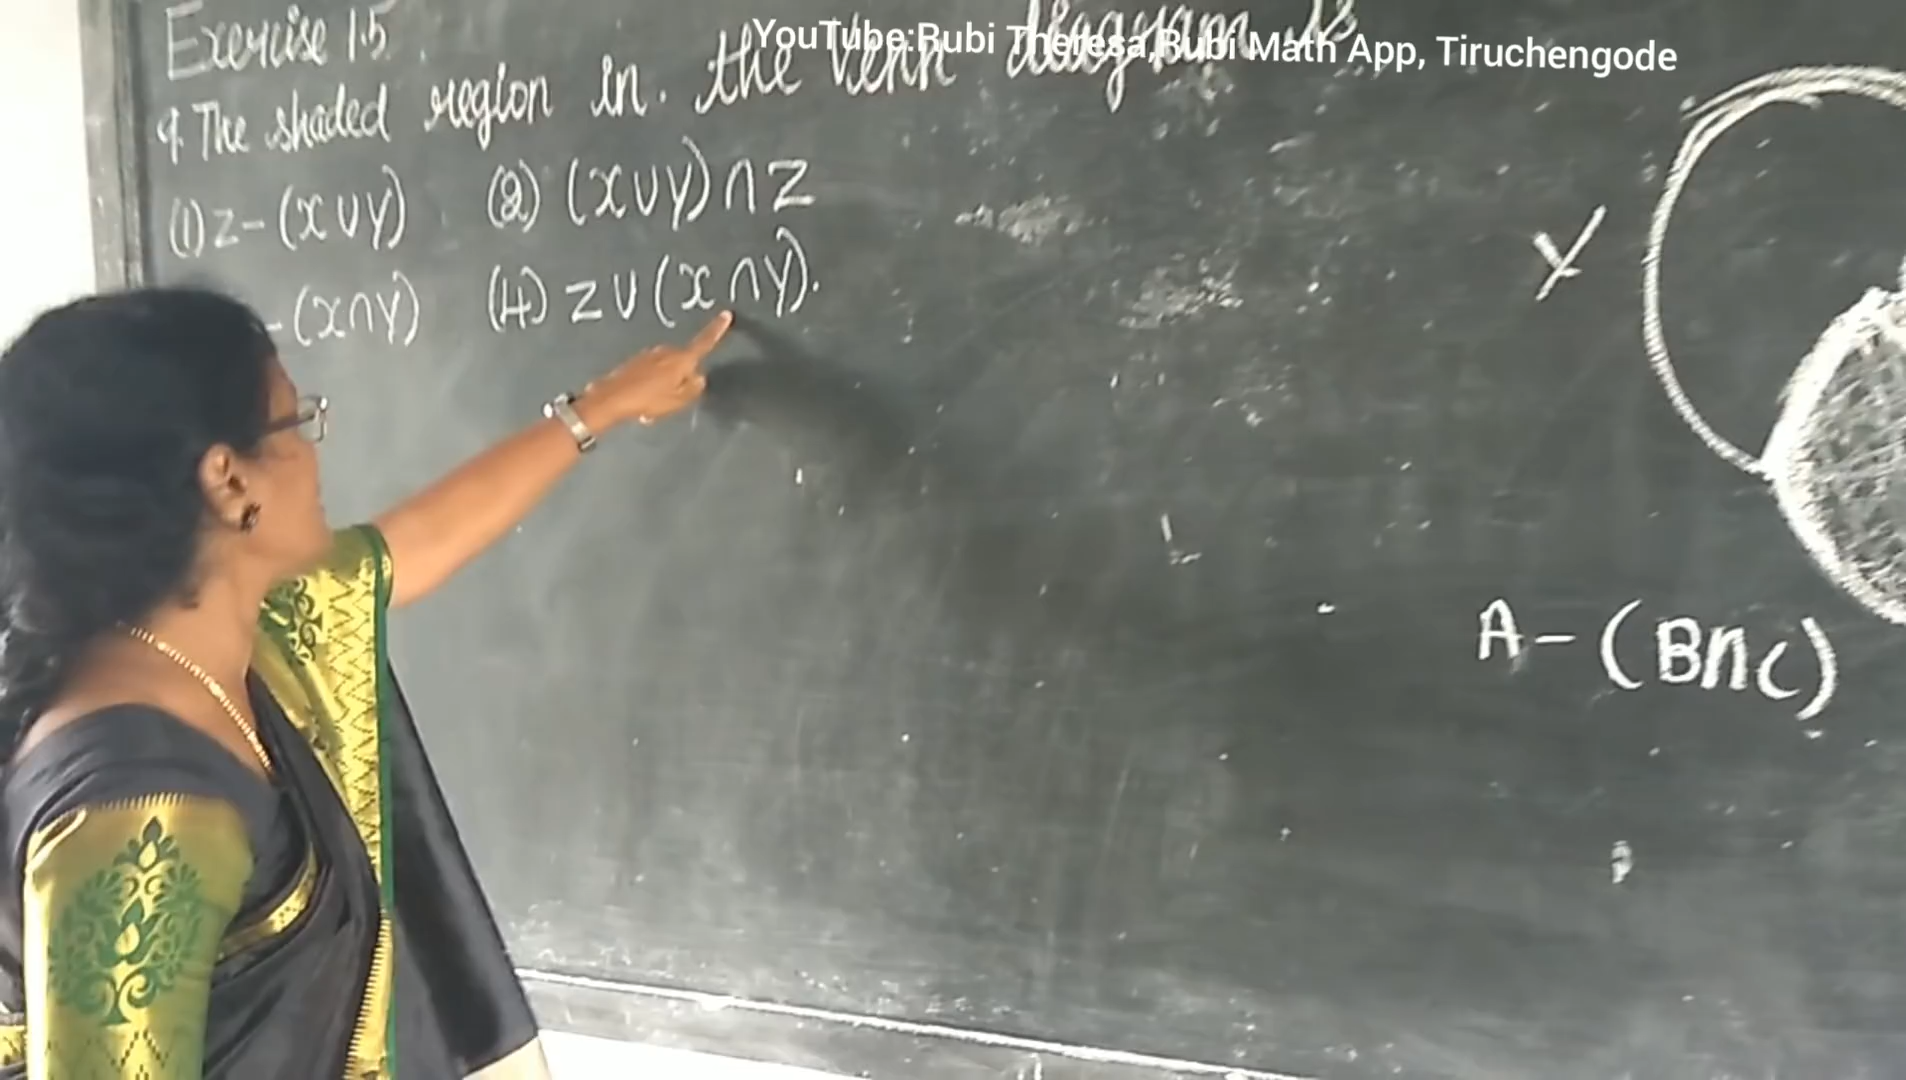 YouTube:Rubi Theresa,Rubi Math App, Tiruchengode
Exercise 1.5.
9. The shaded region in the Venn diagram is
(1) Z-(X∪Y) (2) (X∪Y)∩Z
-(X∩Y) (4) Z∪(X∩Y).
Y
A-(B∩C)